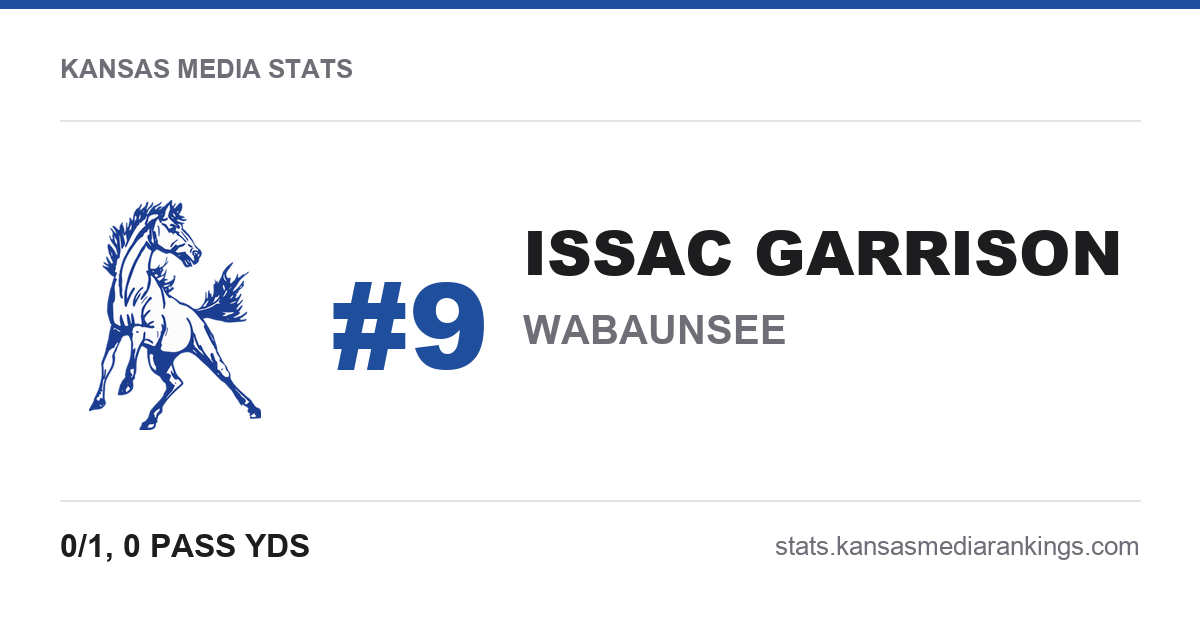 KANSAS MEDIA STATS
#9
ISSAC GARRISON
WABAUNSEE
0/1, 0 PASS YDS
stats.kansasmediarankings.com